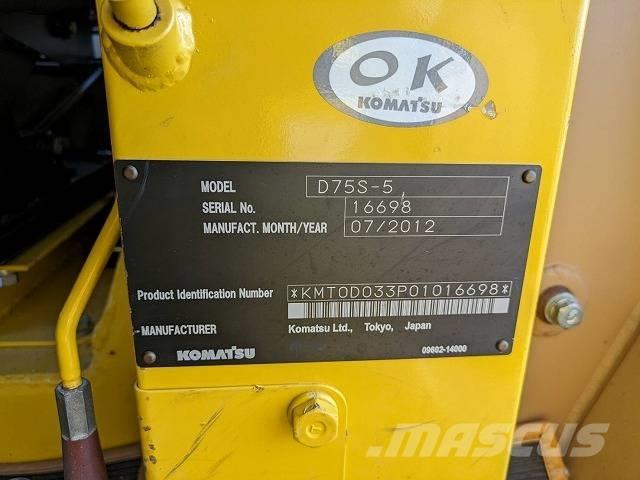 OK
KOMATSU
MODEL D75S-5
SERIAL No. 16698
MANUFACT. MONTH/YEAR 07/2012
Product Identification Number *KMT0D033P01016698*
MANUFACTURER Komatsu Ltd., Tokyo, Japan
KOMATSU 09602-14000
mascus